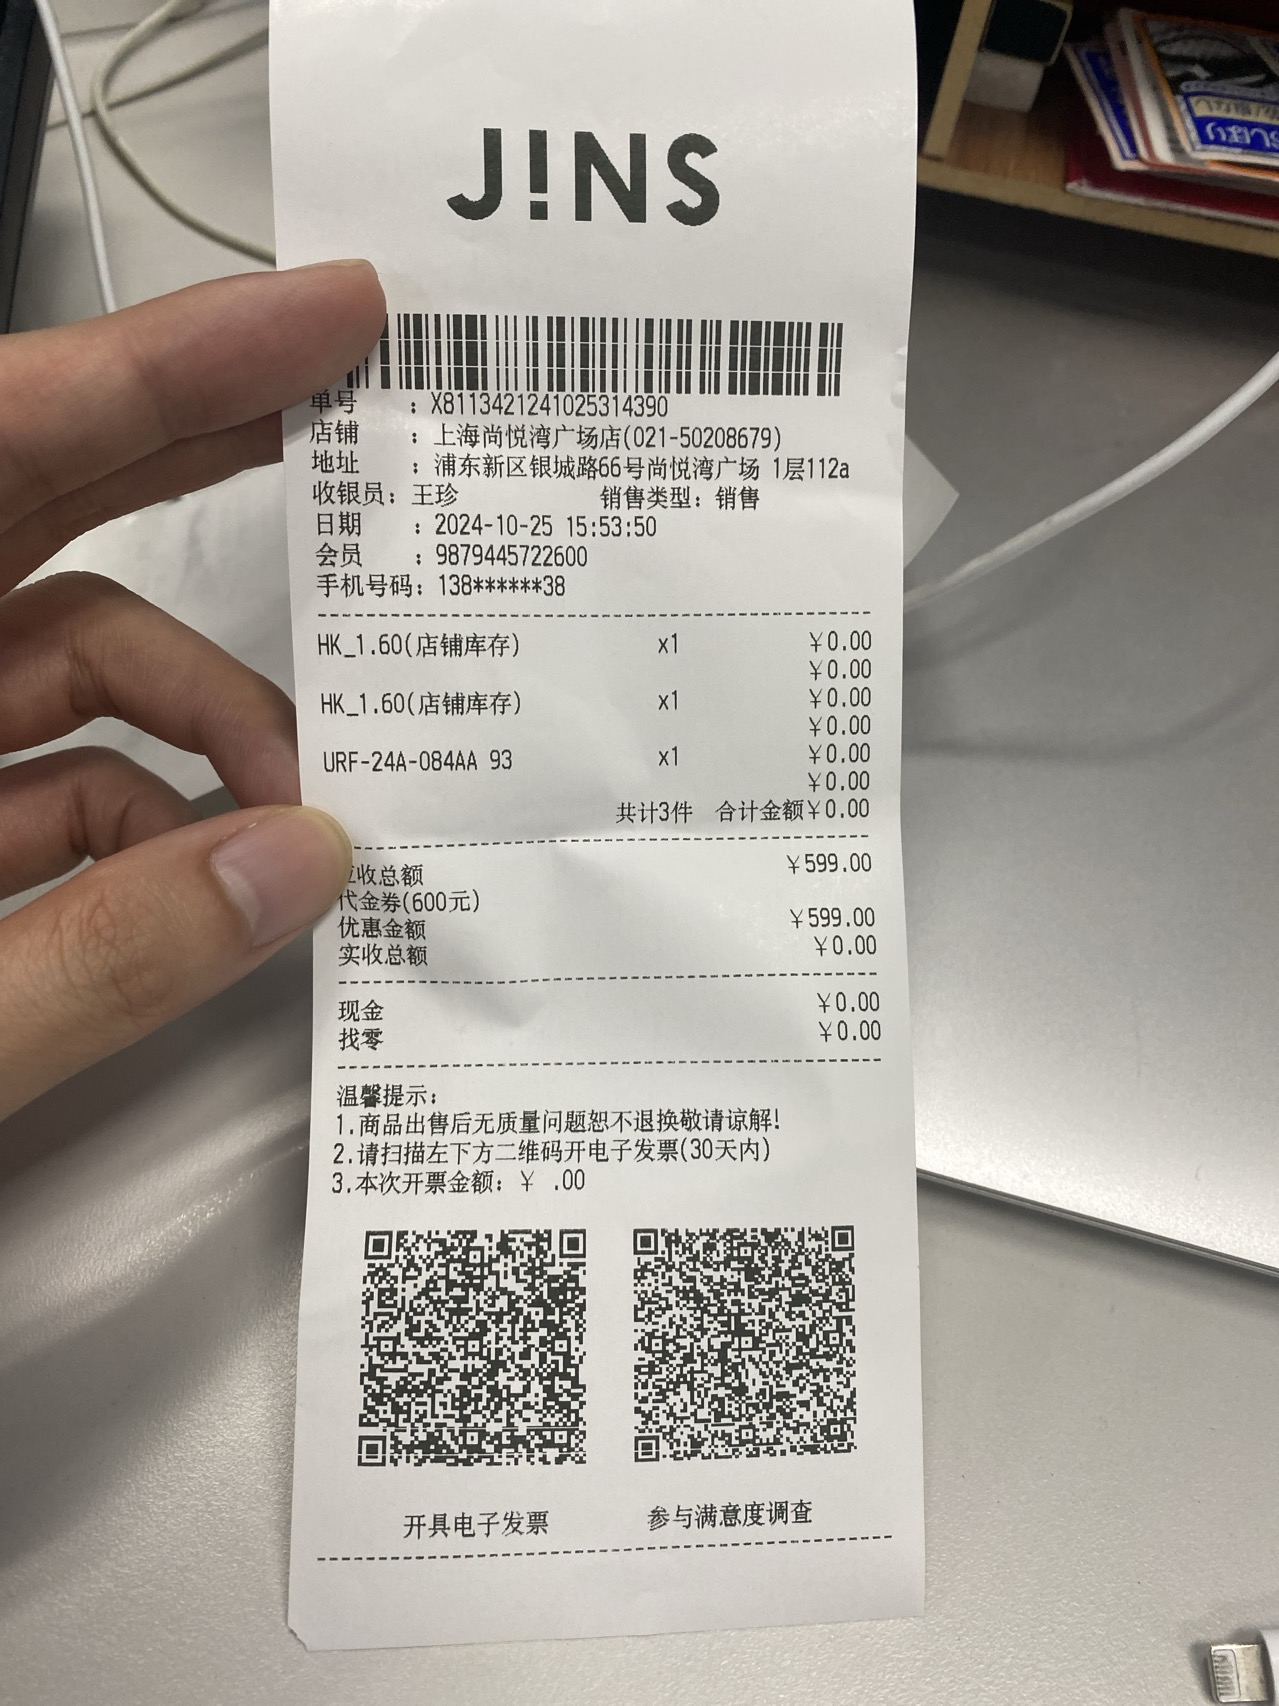 J!NS
单号 : X8113421241025314390
店铺 : 上海尚悦湾广场店(021-50208679)
地址 : 浦东新区银城路66号尚悦湾广场 1层112a
收银员: 王珍 销售类型: 销售
日期 : 2024-10-25 15:53:50
会员 : 9879445722600
手机号码: 138******38
HK_1.60(店铺库存) x1 ￥0.00
￥0.00
HK_1.60(店铺库存) x1 ￥0.00
￥0.00
URF-24A-084AA 93 x1 ￥0.00
￥0.00
共计3件 合计金额￥0.00
应收总额 ￥599.00
代金券(600元)
优惠金额 ￥599.00
实收总额 ￥0.00
现金 ￥0.00
找零 ￥0.00
温馨提示:
1.商品出售后无质量问题恕不退换敬请谅解!
2.请扫描左下方二维码开电子发票(30天内)
3.本次开票金额: ￥ .00
开具电子发票 参与满意度调查